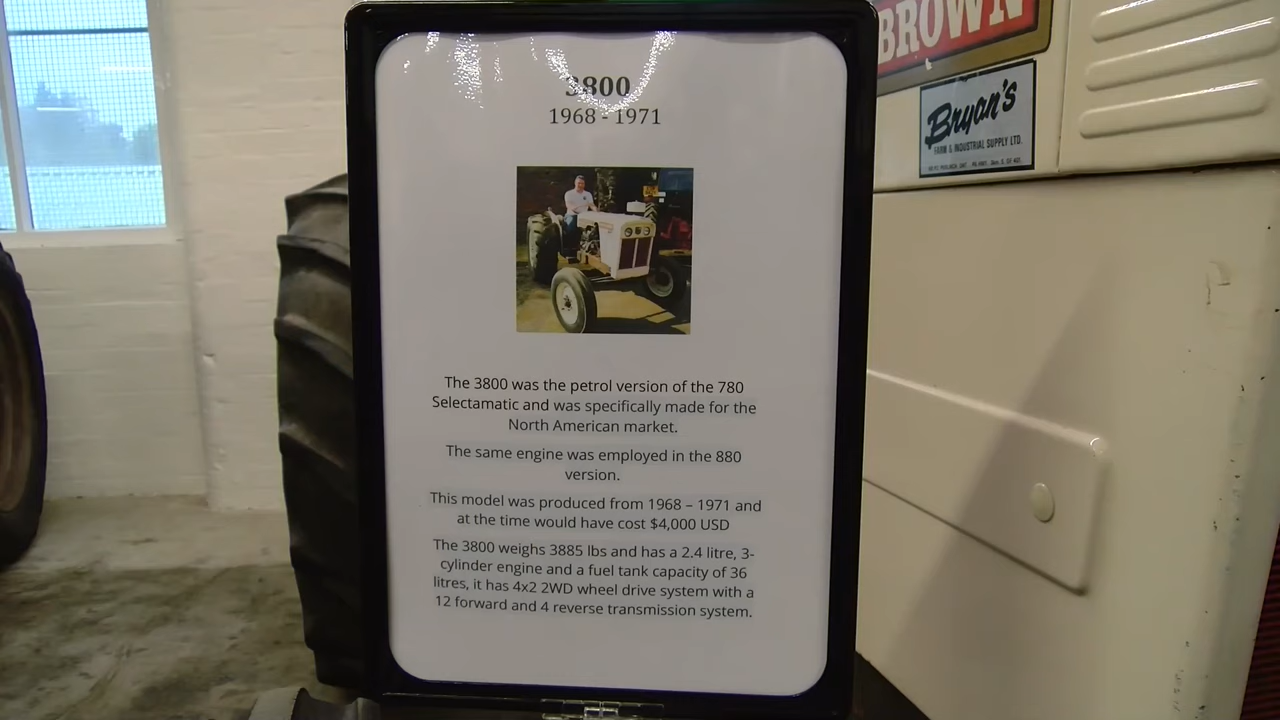 3800
1968 - 1971
The 3800 was the petrol version of the 780
Selectamatic and was specifically made for the
North American market.
The same engine was employed in the 880
version.
This model was produced from 1968 – 1971 and
at the time would have cost $4,000 USD
The 3800 weighs 3885 lbs and has a 2.4 litre, 3-
cylinder engine and a fuel tank capacity of 36
litres, it has 4x2 2WD wheel drive system with a
12 forward and 4 reverse transmission system.
BROWN
Bryan's
FARM & INDUSTRIAL SUPPLY LTD.